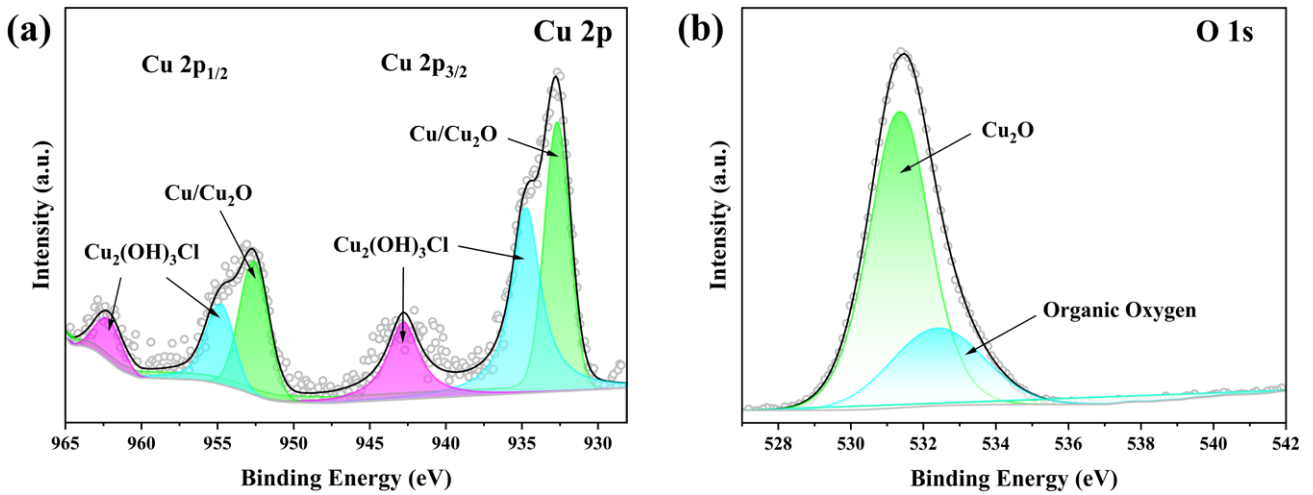 (a)
Cu 2p
Cu 2p1/2
Cu 2p3/2
Cu/Cu2O
Cu/Cu2O
Cu2(OH)3Cl
Cu2(OH)3Cl
Intensity (a.u.)
965 960 955 950 945 940 935 930
Binding Energy (eV)
(b)
O 1s
Cu2O
Organic Oxygen
Intensity (a.u.)
528 530 532 534 536 538 540 542
Binding Energy (eV)